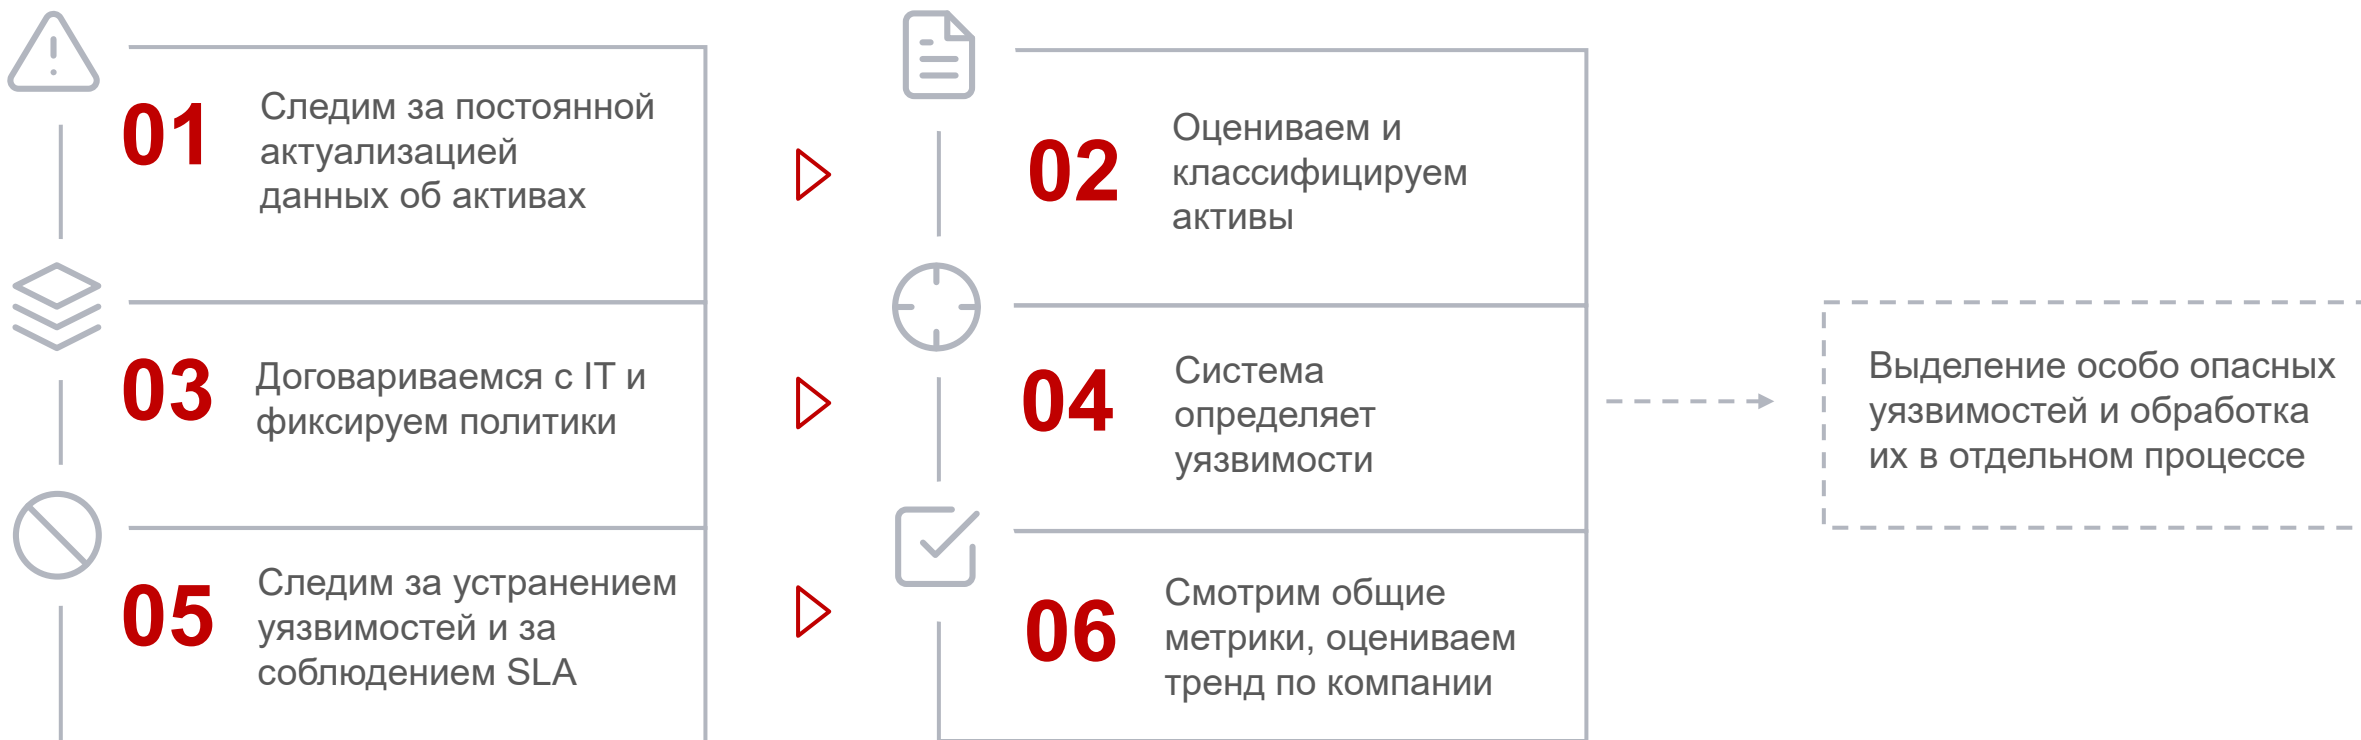 01
Следим за постоянной
актуализацией
данных об активах
02
Оцениваем и
классифицируем
активы
03
Договариваемся с IT и
фиксируем политики
04
Система
определяет
уязвимости
Выделение особо опасных
уязвимостей и обработка
их в отдельном процессе
05
Следим за устранением
уязвимостей и за
соблюдением SLA
06
Смотрим общие
метрики, оцениваем
тренд по компании